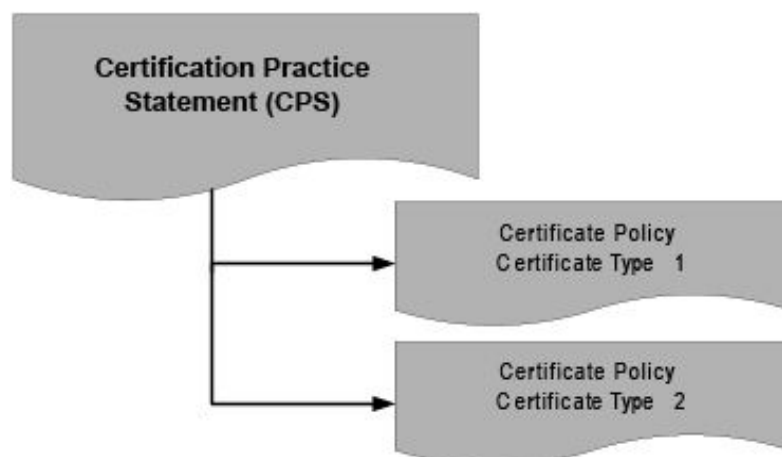 Certification Practice
Statement (CPS)
Certificate Policy
Certificate Type 1
Certificate Policy
Certificate Type 2